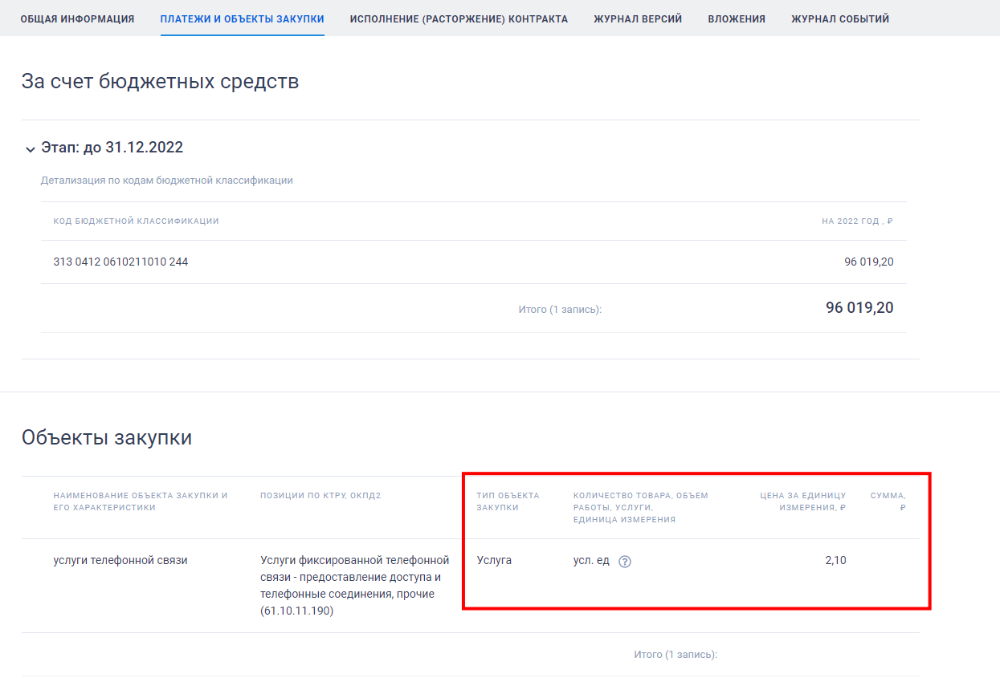 ОБЩАЯ ИНФОРМАЦИЯ ПЛАТЕЖИ И ОБЪЕКТЫ ЗАКУПКИ ИСПОЛНЕНИЕ (РАСТОРЖЕНИЕ) КОНТРАКТА ЖУРНАЛ ВЕРСИЙ ВЛОЖЕНИЯ ЖУРНАЛ СОБЫТИЙ
За счет бюджетных средств
Этап: до 31.12.2022
Детализация по кодам бюджетной классификации
КОД БЮДЖЕТНОЙ КЛАССИФИКАЦИИ НА 2022 ГОД , ₽
313 0412 0610211010 244 96 019,20
Итого (1 запись): 96 019,20
Объекты закупки
НАИМЕНОВАНИЕ ОБЪЕКТА ЗАКУПКИ И
ЕГО ХАРАКТЕРИСТИКИ
ПОЗИЦИИ ПО КТРУ, ОКПД2
ТИП ОБЪЕКТА
ЗАКУПКИ
КОЛИЧЕСТВО ТОВАРА, ОБЪЕМ
РАБОТЫ, УСЛУГИ,
ЕДИНИЦА ИЗМЕРЕНИЯ
ЦЕНА ЗА ЕДИНИЦУ
ИЗМЕРЕНИЯ, ₽
СУММА,
₽
услуги телефонной связи
Услуги фиксированной телефонной
связи - предоставление доступа и
телефонные соединения, прочие
(61.10.11.190)
Услуга
усл. ед ?
2,10
Итого (1 запись):